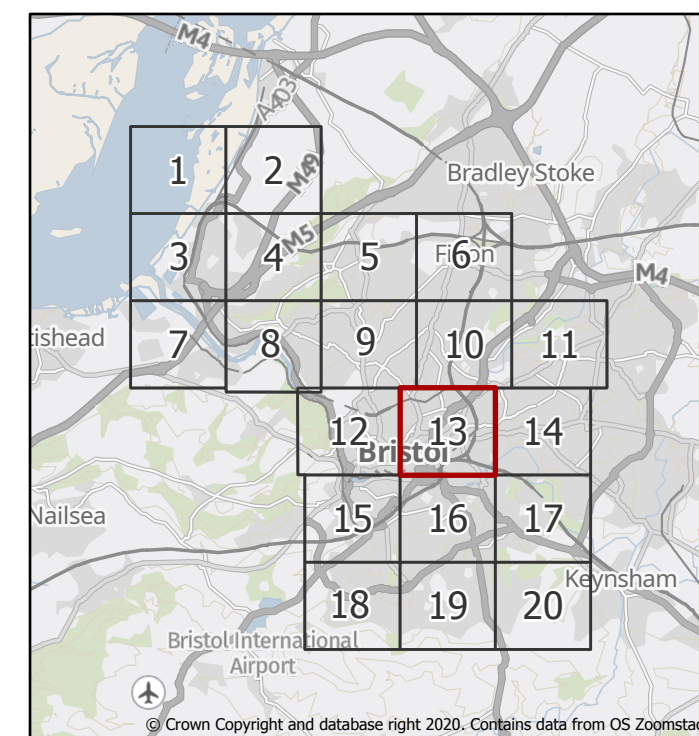 M4
A403
1
2
M49
Bradley Stoke
3
4
M5
5
6
M4
7
8
9
10
11
12
13
14
Bristol
Nailsea
15
16
17
Keynsham
18
19
20
Bristol International
Airport
© Crown Copyright and database right 2020. Contains data from OS Zoomstac